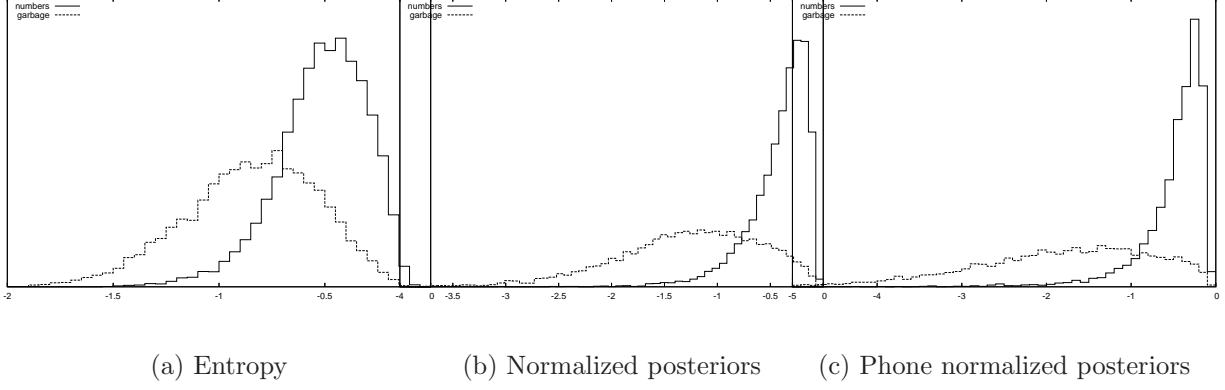 numbers
garbage
numbers
garbage
numbers
garbage
-2 -1.5 -1 -0.5 -4 0 -3.5 -3 -2.5 -2 -1.5 -1 -0.5 -5 0 -4 -3 -2 -1 0
(a) Entropy
(b) Normalized posteriors
(c) Phone normalized posteriors